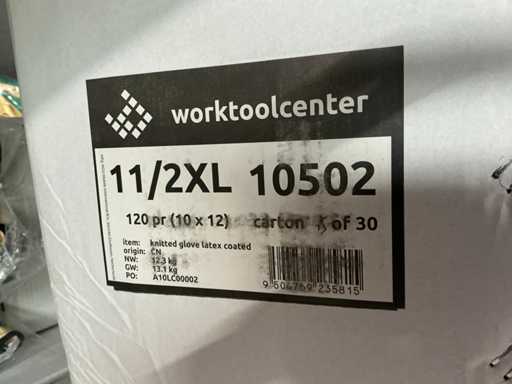 worktoolcenter
11/2XL 10502
120 pr (10 x 12) carton of 30
item: knitted glove latex coated
origin: CN
NW: 12.3 kg
GW: 13.1 kg
PO: A10LC00002